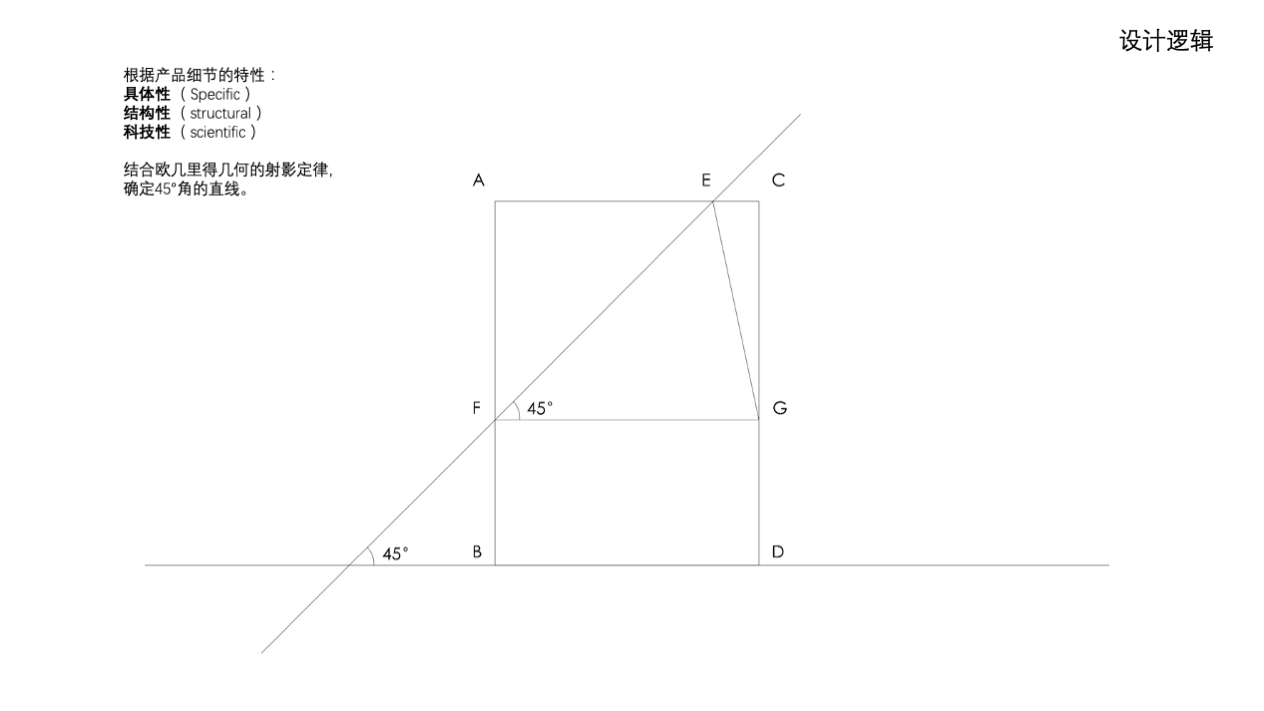 设计逻辑
根据产品细节的特性：
具体性（Specific）
结构性（structural）
科技性（scientific）
结合欧几里得几何的射影定律，
确定45°角的直线。
A E C
F 45° G
45° B D